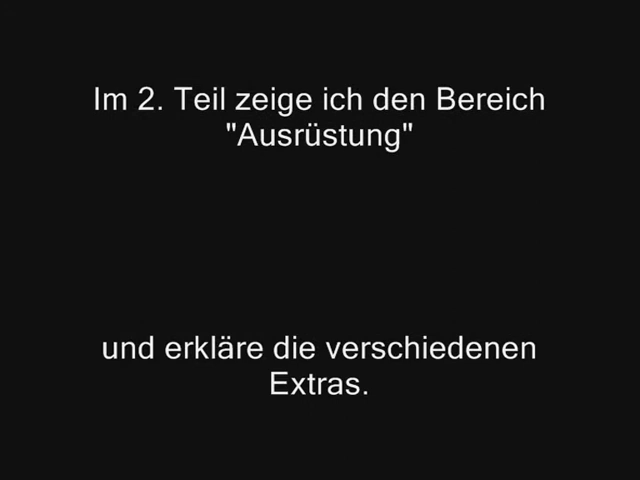 Im 2. Teil zeige ich den Bereich
"Ausrüstung"
und erkläre die verschiedenen
Extras.